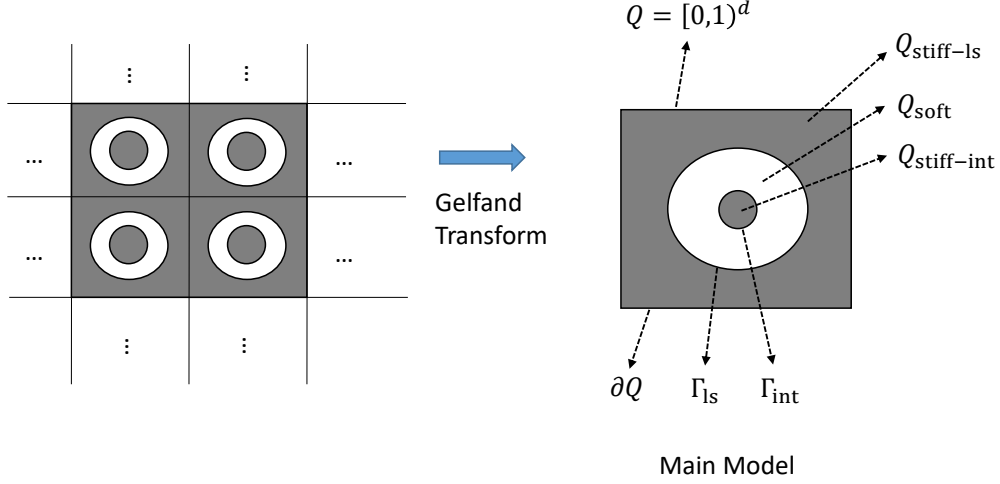 Q = [0,1)^d
Q_stiff−ls
⋮ ⋮
Q_soft
... ...
Q_stiff−int
Gelfand
Transform
... ...
⋮ ⋮
∂Q Γ_ls Γ_int
Main Model